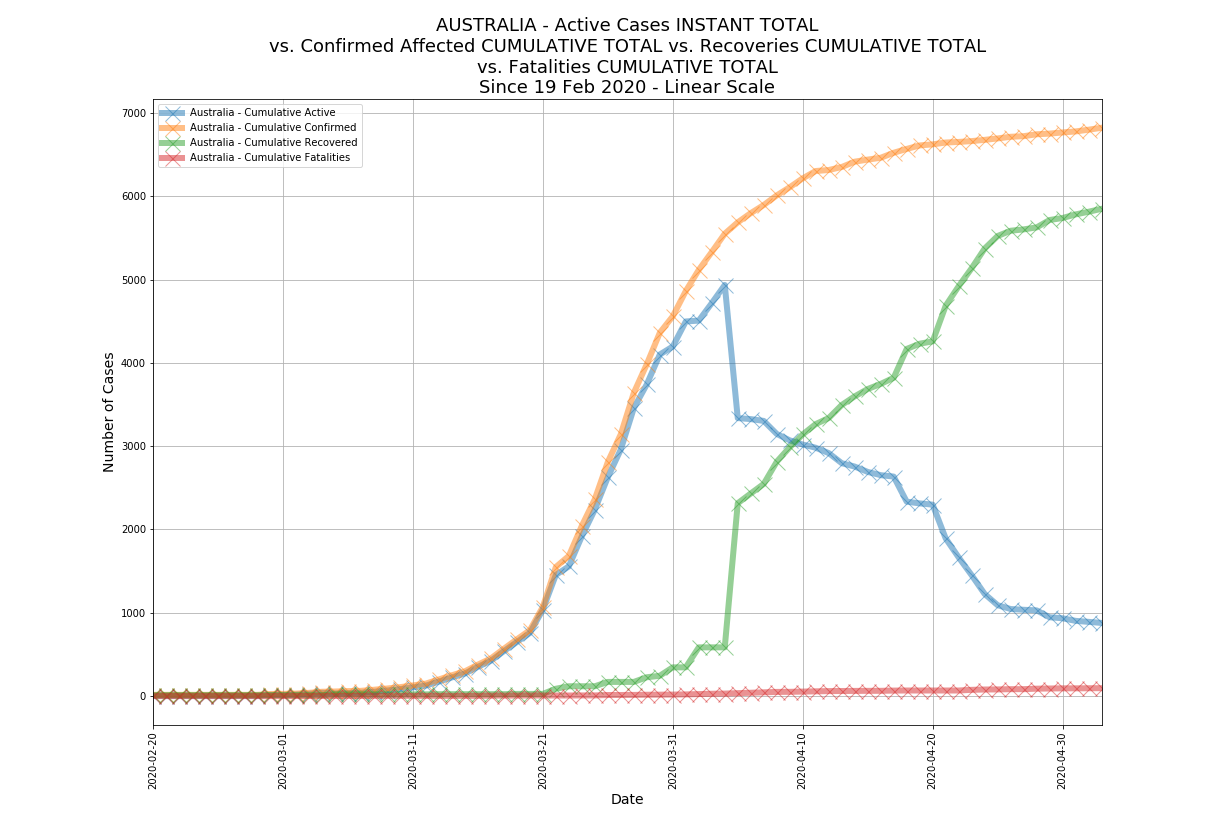 AUSTRALIA - Active Cases INSTANT TOTAL
vs. Confirmed Affected CUMULATIVE TOTAL vs. Recoveries CUMULATIVE TOTAL
vs. Fatalities CUMULATIVE TOTAL
Since 19 Feb 2020 - Linear Scale
Australia - Cumulative Active
Australia - Cumulative Confirmed
Australia - Cumulative Recovered
Australia - Cumulative Fatalities
Number of Cases
7000
6000
5000
4000
3000
2000
1000
0
2020-02-20
2020-03-01
2020-03-11
2020-03-21
2020-03-31
2020-04-10
2020-04-20
2020-04-30
Date